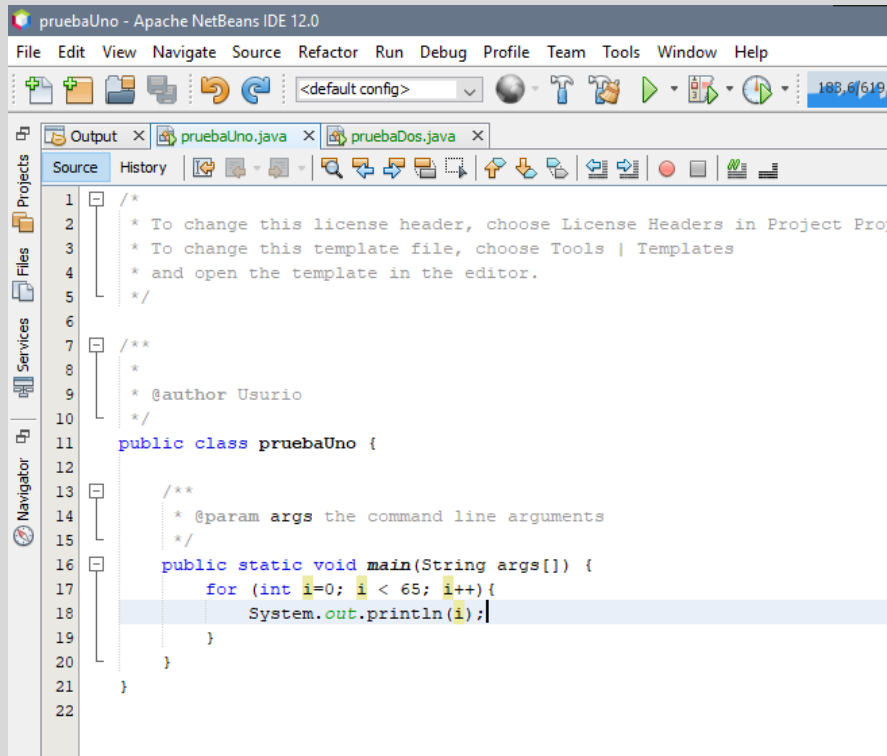 pruebaUno - Apache NetBeans IDE 12.0
File Edit View Navigate Source Refactor Run Debug Profile Team Tools Window Help
<default config>
Output pruebaUno.java pruebaDos.java
Source History
Projects
Files
Services
Navigator
1 /*
2 * To change this license header, choose License Headers in Project
3 * To change this template file, choose Tools | Templates
4 * and open the template in the editor.
5 */
6
7 /**
8 *
9 * @author Usurio
10 */
11 public class pruebaUno {
12
13 /**
14 * @param args the command line arguments
15 */
16 public static void main(String args[]) {
17 for (int i=0; i < 65; i++){
18 System.out.println(i);
19 }
20 }
21 }
22